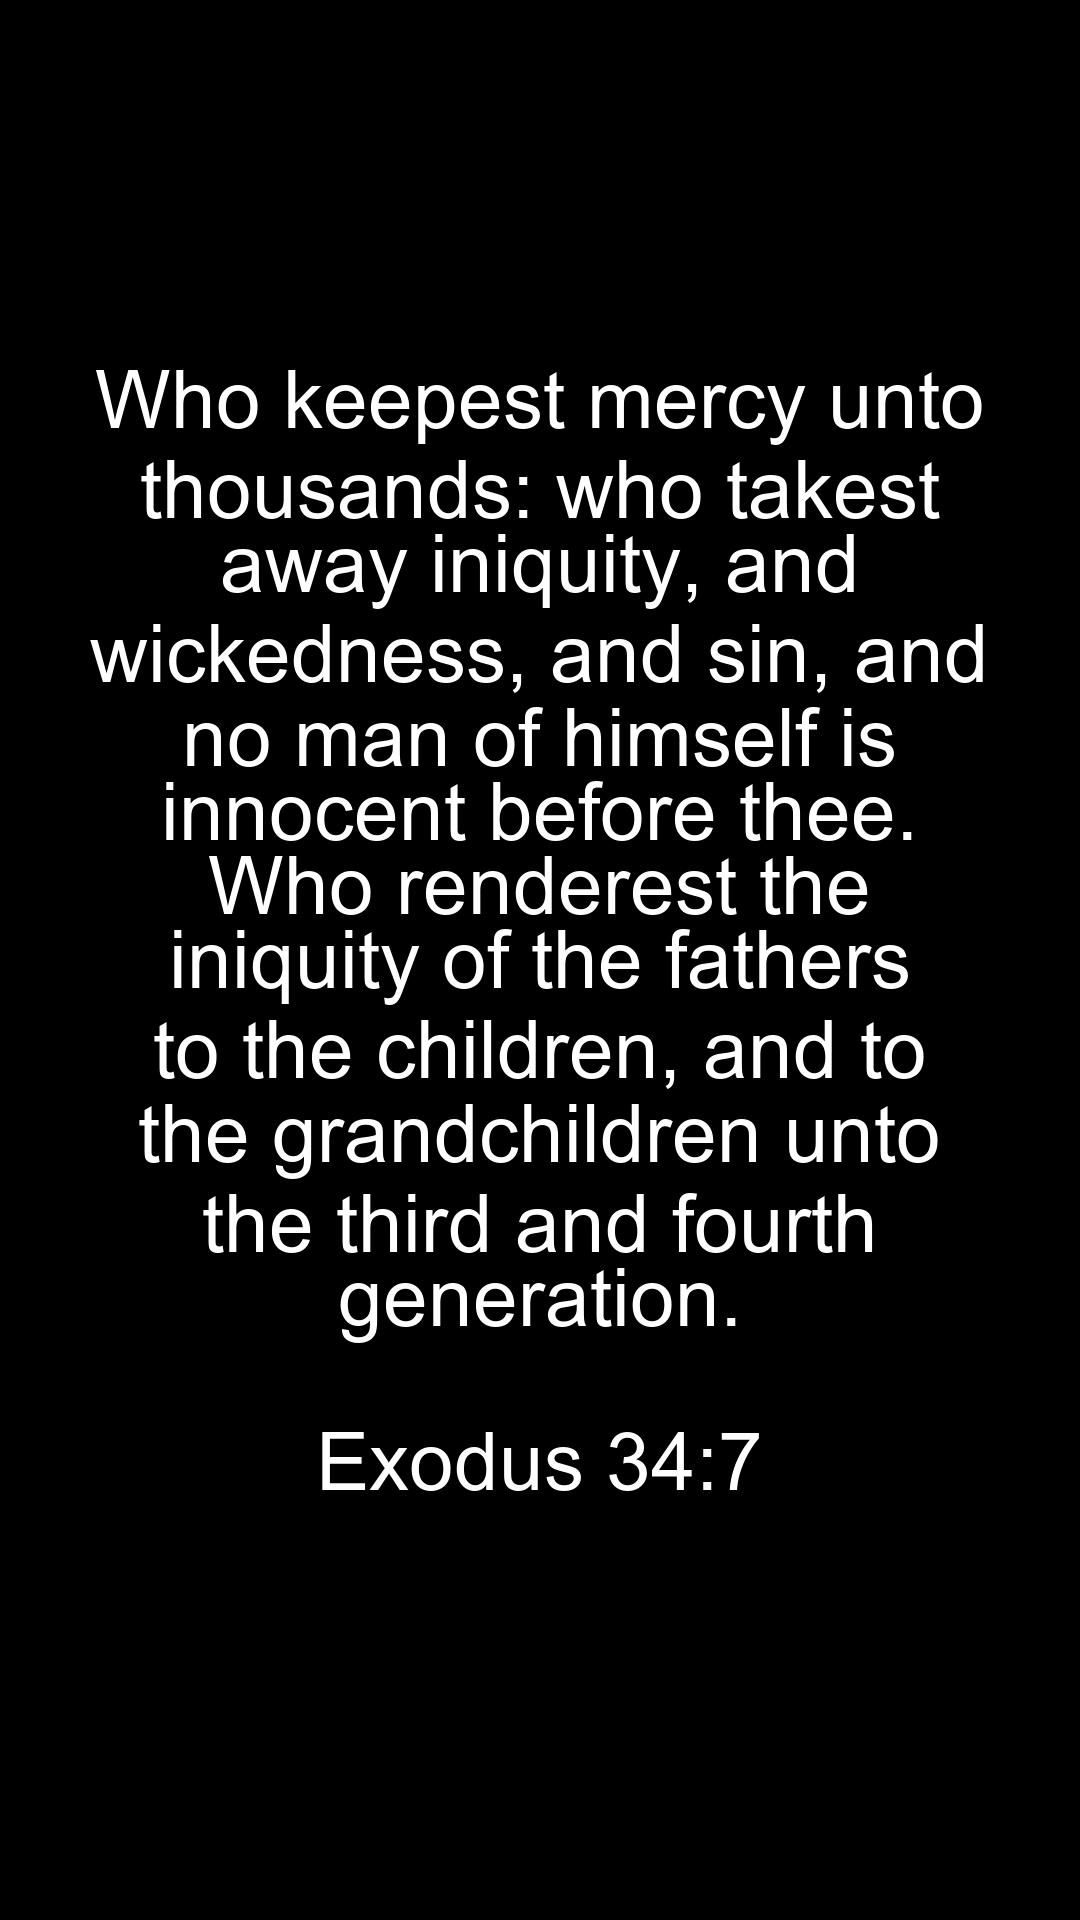 Who keepest mercy unto
thousands: who takest
away iniquity, and
wickedness, and sin, and
no man of himself is
innocent before thee.
Who renderest the
iniquity of the fathers
to the children, and to
the grandchildren unto
the third and fourth
generation.
Exodus 34:7